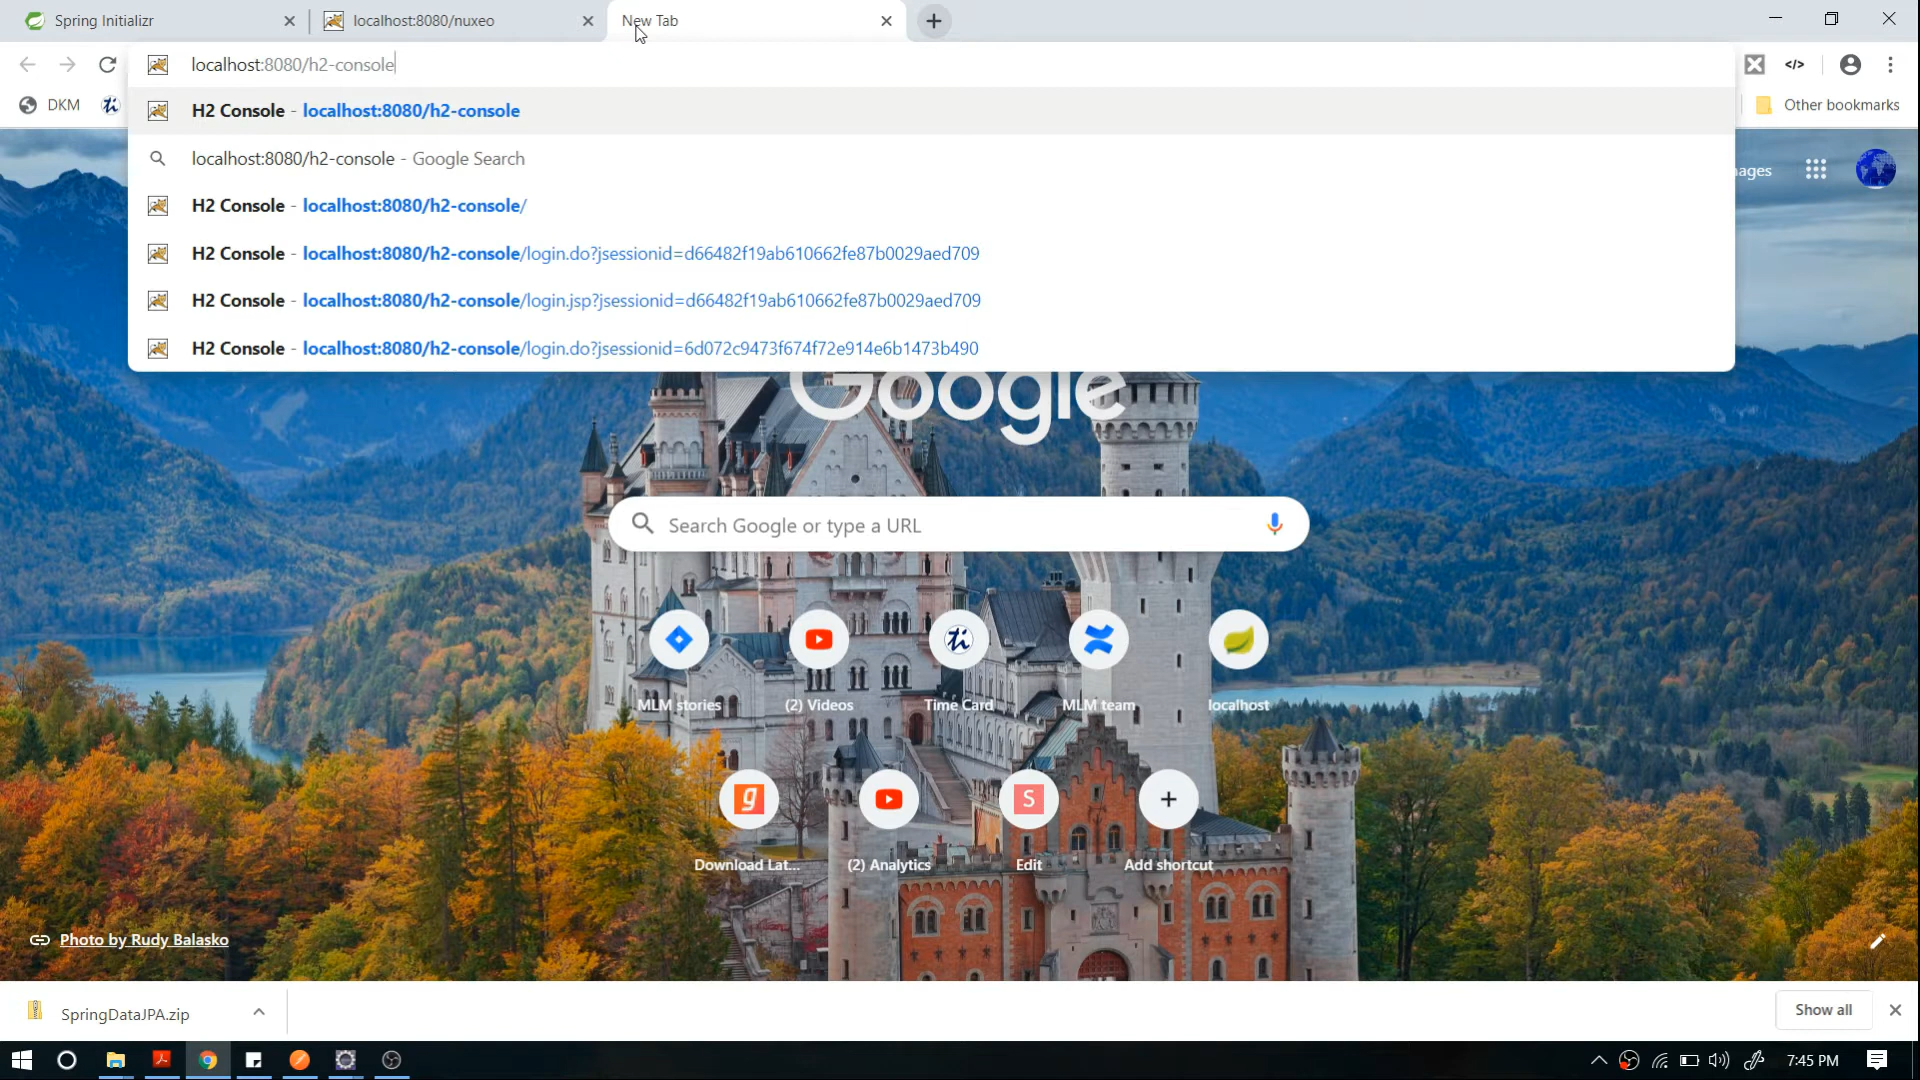 Spring Initializr
localhost:8080/nuxeo
New Tab
localhost:8080/h2-console
DKM
Other bookmarks
H2 Console - localhost:8080/h2-console
localhost:8080/h2-console - Google Search
H2 Console - localhost:8080/h2-console/
H2 Console - localhost:8080/h2-console/login.do?jsessionid=d66482f19ab610662fe87b0029aed709
H2 Console - localhost:8080/h2-console/login.jsp?jsessionid=d66482f19ab610662fe87b0029aed709
H2 Console - localhost:8080/h2-console/login.do?jsessionid=6d072c9473f674f72e914e6b1473b490
ages
Google
Search Google or type a URL
MLM stories
(2) Videos
Time Card
MLM team
localhost
S
Download Lat...
(2) Analytics
Edit
Add shortcut
Photo by Rudy Balasko
SpringDataJPA.zip
Show all
7:45 PM